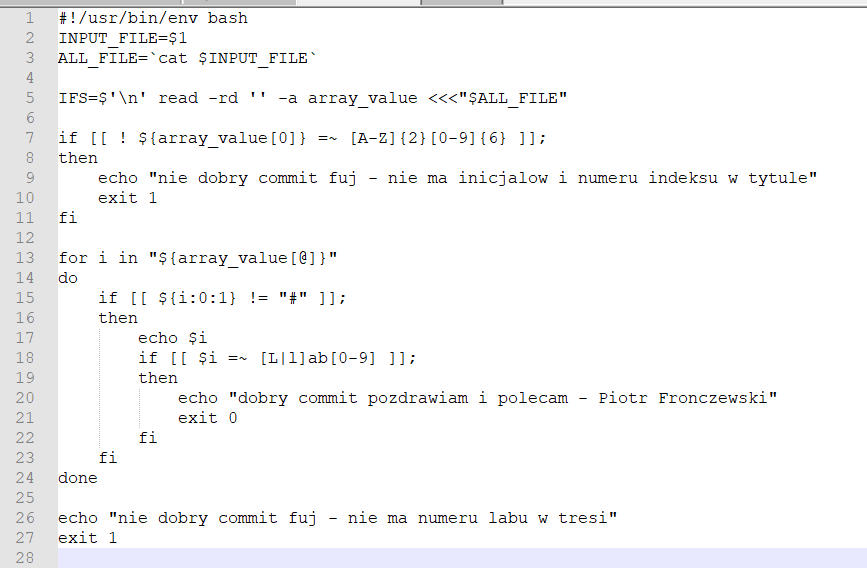 1 #!/usr/bin/env bash
2 INPUT_FILE=$1
3 ALL_FILE=`cat $INPUT_FILE`
4
5 IFS=$'\n' read -rd '' -a array_value <<<"$ALL_FILE"
6
7 if [[ ! ${array_value[0]} =~ [A-Z]{2}[0-9]{6} ]];
8 then
9     echo "nie dobry commit fuj - nie ma inicjalow i numeru indeksu w tytule"
10     exit 1
11 fi
12
13 for i in "${array_value[@]}"
14 do
15     if [[ ${i:0:1} != "#" ]];
16     then
17         echo $i
18         if [[ $i =~ [L|l]ab[0-9] ]];
19         then
20             echo "dobry commit pozdrawiam i polecam - Piotr Fronczewski"
21             exit 0
22         fi
23     fi
24 done
25
26 echo "nie dobry commit fuj - nie ma numeru labu w tresi"
27 exit 1
28